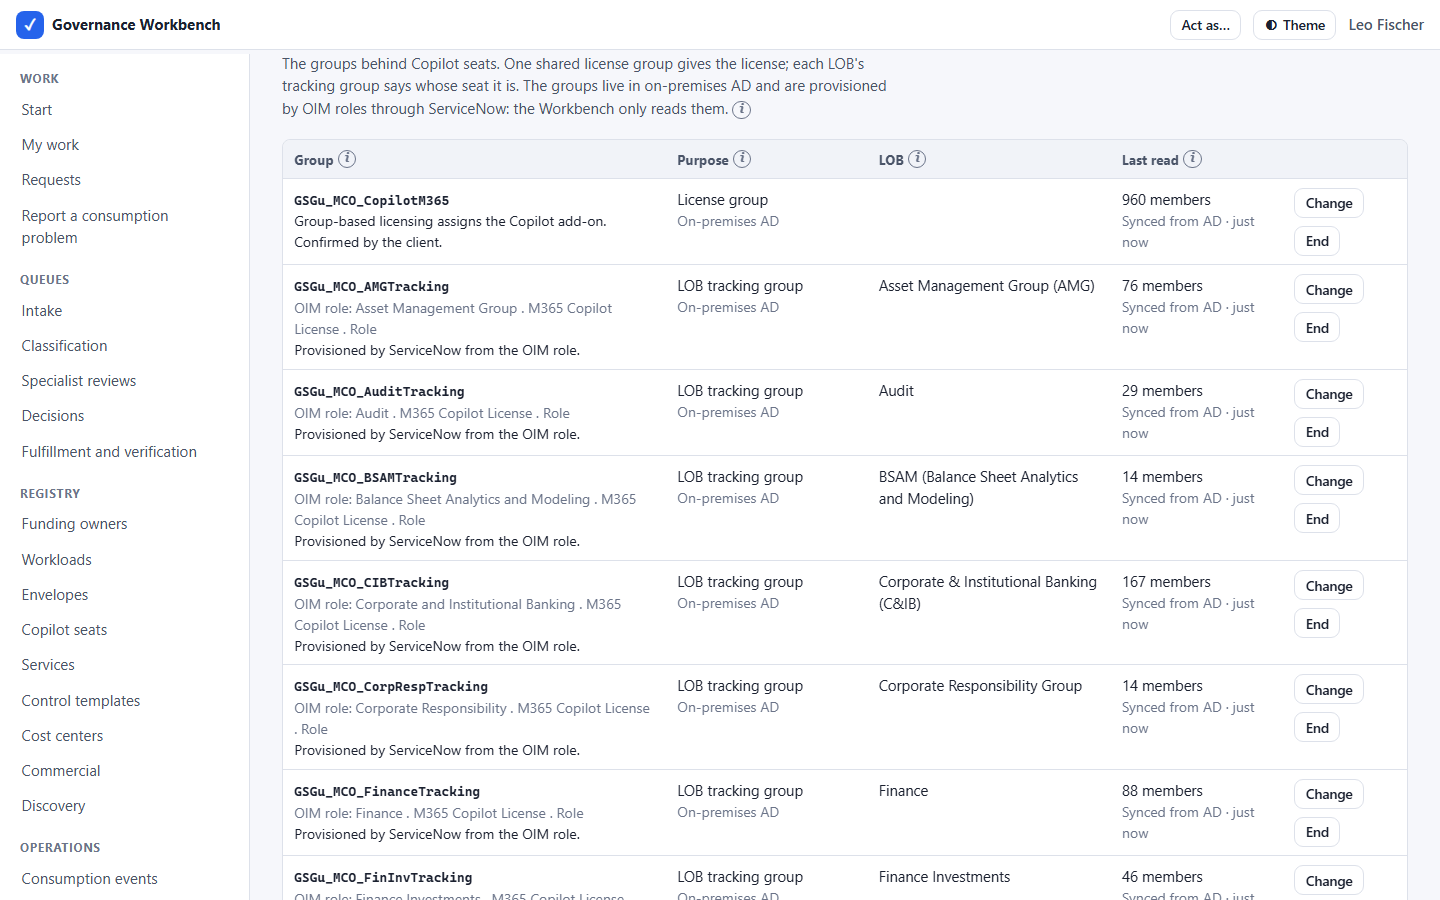 Governance Workbench
Act as...
Theme
Leo Fischer
WORK
Start
My work
Requests
Report a consumption
problem
QUEUES
Intake
Classification
Specialist reviews
Decisions
Fulfillment and verification
REGISTRY
Funding owners
Workloads
Envelopes
Copilot seats
Services
Control templates
Cost centers
Commercial
Discovery
OPERATIONS
Consumption events
The groups behind Copilot seats. One shared license group gives the license; each LOB's
tracking group says whose seat it is. The groups live in on-premises AD and are provisioned
by OIM roles through ServiceNow: the Workbench only reads them. i
Group i
Purpose i
LOB i
Last read i
GSGu_MCO_CopilotM365
Group-based licensing assigns the Copilot add-on.
Confirmed by the client.
License group
On-premises AD
960 members
Synced from AD · just
now
Change
End
GSGu_MCO_AMGTracking
OIM role: Asset Management Group . M365 Copilot
License . Role
Provisioned by ServiceNow from the OIM role.
LOB tracking group
On-premises AD
Asset Management Group (AMG)
76 members
Synced from AD · just
now
Change
End
GSGu_MCO_AuditTracking
OIM role: Audit . M365 Copilot License . Role
Provisioned by ServiceNow from the OIM role.
LOB tracking group
On-premises AD
Audit
29 members
Synced from AD · just
now
Change
End
GSGu_MCO_BSAMTracking
OIM role: Balance Sheet Analytics and Modeling . M365
Copilot License . Role
Provisioned by ServiceNow from the OIM role.
LOB tracking group
On-premises AD
BSAM (Balance Sheet Analytics
and Modeling)
14 members
Synced from AD · just
now
Change
End
GSGu_MCO_CIBTracking
OIM role: Corporate and Institutional Banking . M365
Copilot License . Role
Provisioned by ServiceNow from the OIM role.
LOB tracking group
On-premises AD
Corporate & Institutional Banking
(C&IB)
167 members
Synced from AD · just
now
Change
End
GSGu_MCO_CorpRespTracking
OIM role: Corporate Responsibility . M365 Copilot License
. Role
Provisioned by ServiceNow from the OIM role.
LOB tracking group
On-premises AD
Corporate Responsibility Group
14 members
Synced from AD · just
now
Change
End
GSGu_MCO_FinanceTracking
OIM role: Finance . M365 Copilot License . Role
Provisioned by ServiceNow from the OIM role.
LOB tracking group
On-premises AD
Finance
88 members
Synced from AD · just
now
Change
End
GSGu_MCO_FinInvTracking
OIM role: Finance Investments . M365 Copilot License
LOB tracking group
On-premises AD
Finance Investments
46 members
Synced from AD · just
Change